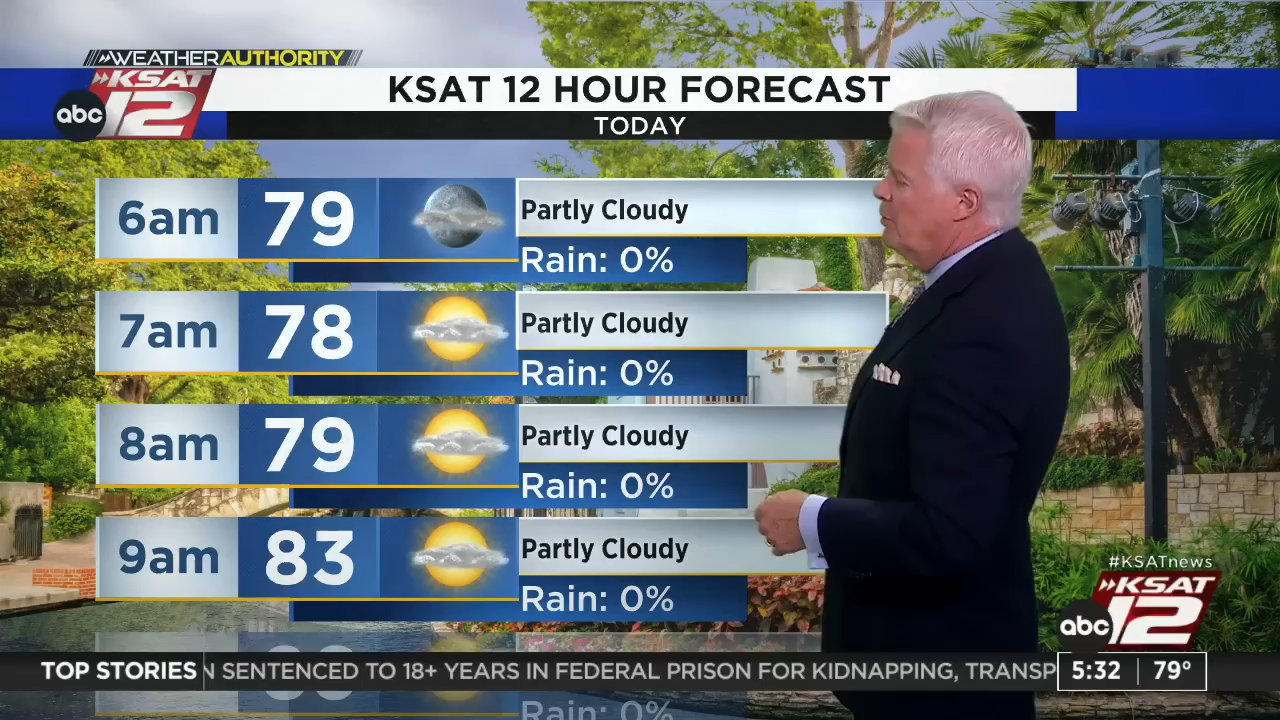 WEATHERAUTHORITY
KSAT
abc 12
KSAT 12 HOUR FORECAST
TODAY
6am 79 Partly Cloudy
Rain: 0%
7am 78 Partly Cloudy
Rain: 0%
8am 79 Partly Cloudy
Rain: 0%
9am 83 Partly Cloudy
Rain: 0%
#KSATnews
KSAT
abc 12
TOP STORIES N SENTENCED TO 18+ YEARS IN FEDERAL PRISON FOR KIDNAPPING, TRANSP 5:32 79°
Rain: 0%